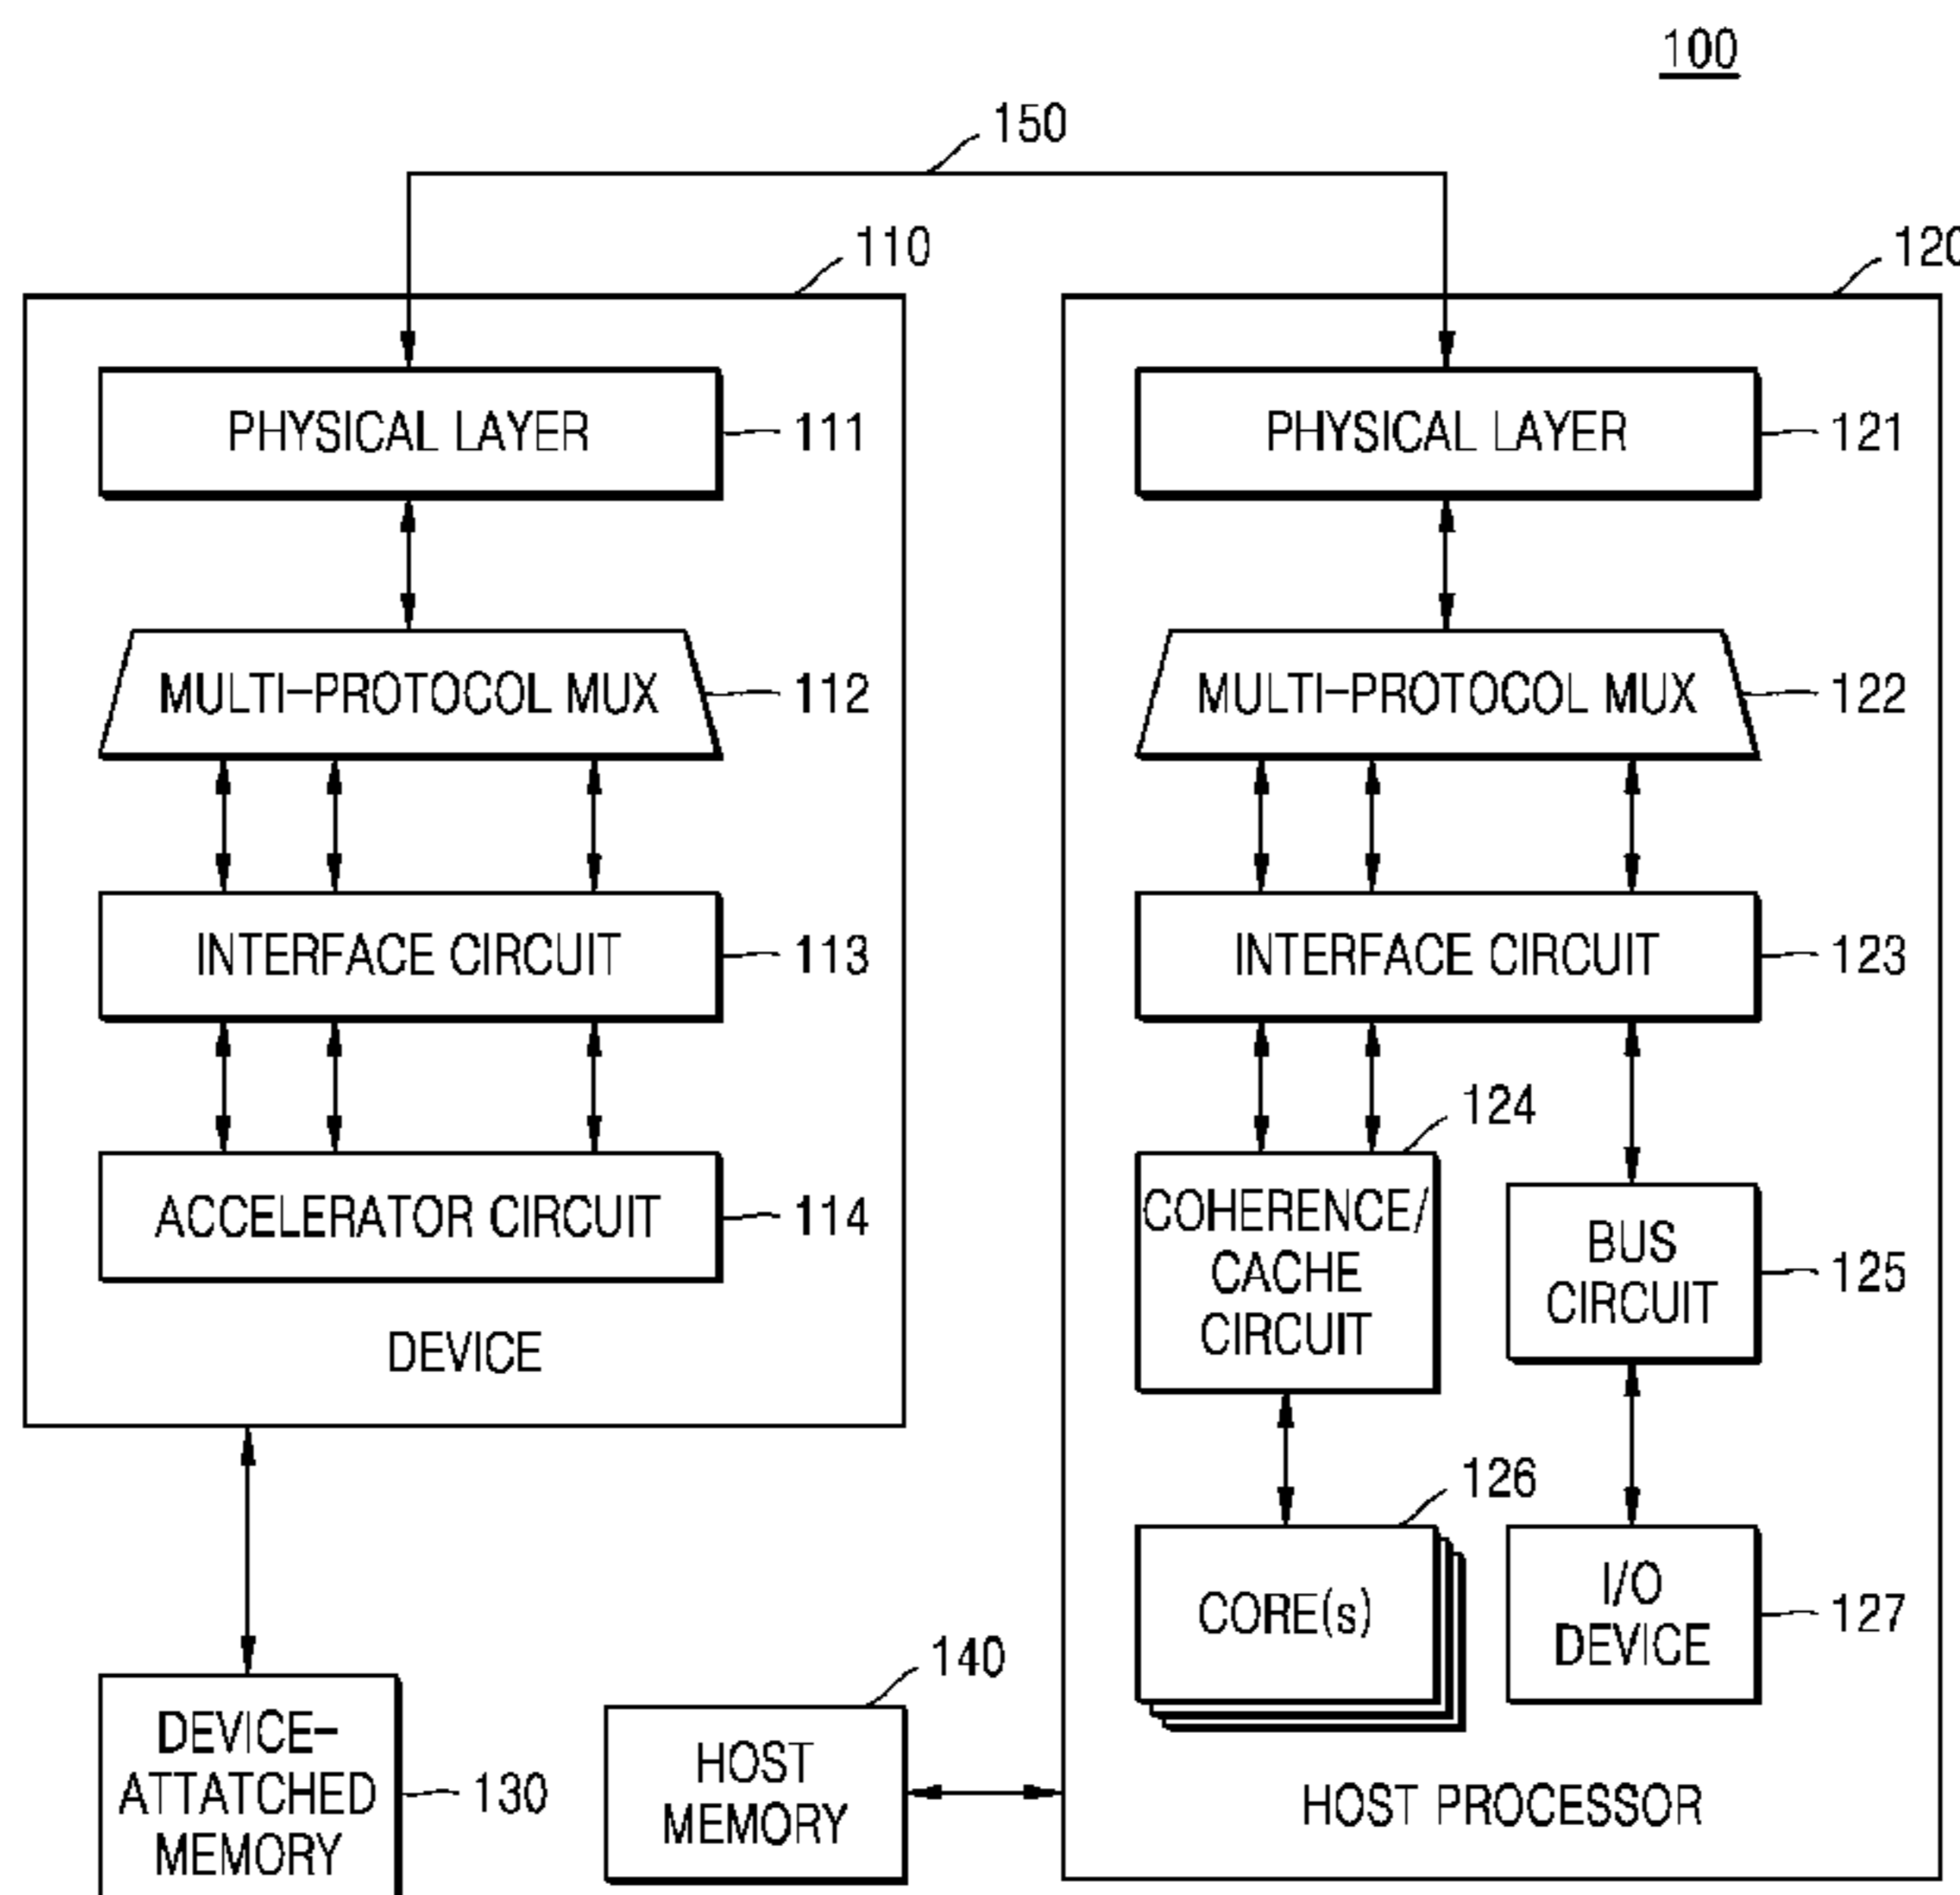 100
150
110
120
PHYSICAL LAYER
111
MULTI-PROTOCOL MUX
112
INTERFACE CIRCUIT
113
ACCELERATOR CIRCUIT
114
DEVICE
PHYSICAL LAYER
121
MULTI-PROTOCOL MUX
122
INTERFACE CIRCUIT
123
124
COHERENCE/
CACHE
CIRCUIT
BUS
CIRCUIT
125
126
CORE(s)
I/O
DEVICE
127
HOST PROCESSOR
DEVICE-
ATTATCHED
MEMORY
130
140
HOST
MEMORY